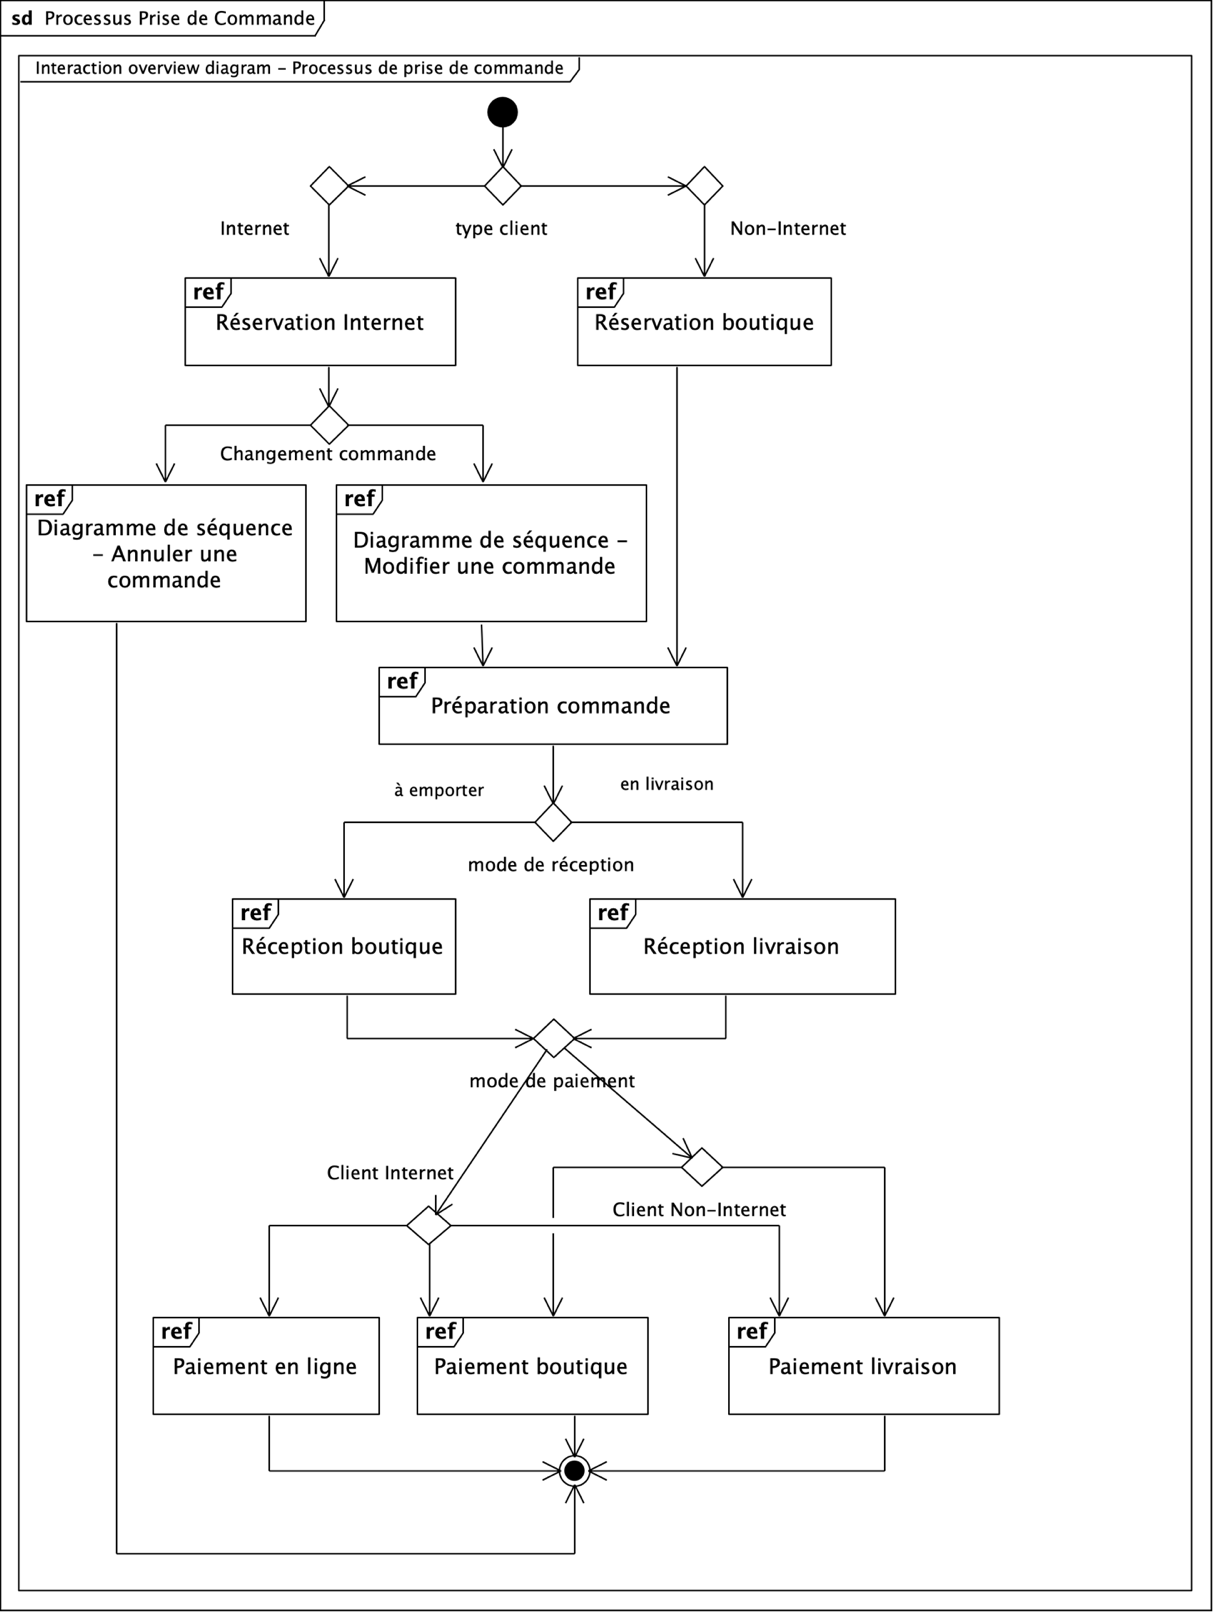 sd Processus Prise de Commande
Interaction overview diagram – Processus de prise de commande
Internet
type client
Non-Internet
ref
Réservation Internet
ref
Réservation boutique
Changement commande
ref
Diagramme de séquence
– Annuler une
commande
ref
Diagramme de séquence –
Modifier une commande
ref
Préparation commande
à emporter
en livraison
mode de réception
ref
Réception boutique
ref
Réception livraison
mode de paiement
Client Internet
Client Non-Internet
ref
Paiement en ligne
ref
Paiement boutique
ref
Paiement livraison